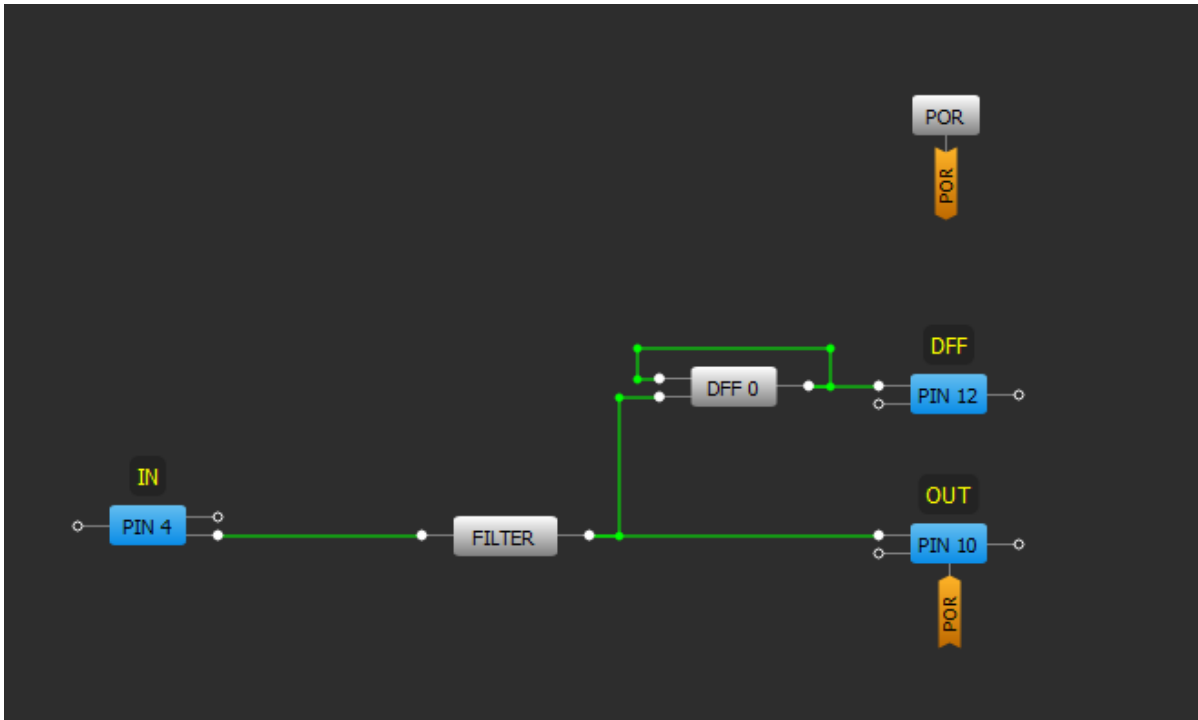 POR
POR
DFF
DFF 0
PIN 12
IN
PIN 4
FILTER
OUT
PIN 10
POR